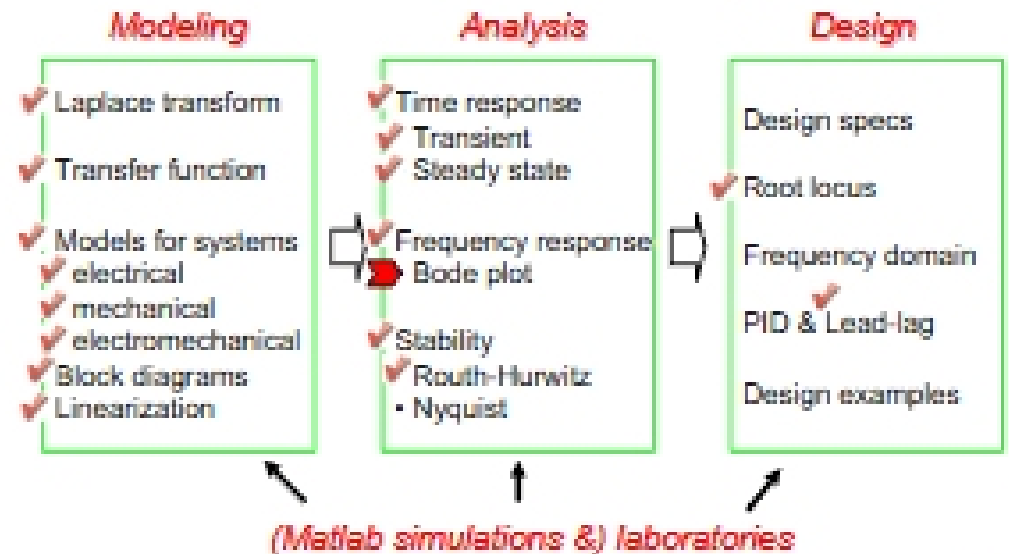 Modeling
Laplace transform
Transfer function
Models for systems
electrical
mechanical
electromechanical
Block diagrams
Linearization
Analysis
Time response
Transient
Steady state
Frequency response
Bode plot
Stability
Routh-Hurwitz
• Nyquist
Design
Design specs
Root locus
Frequency domain
PID & Lead-lag
Design examples
(Matlab simulations &) laboratories